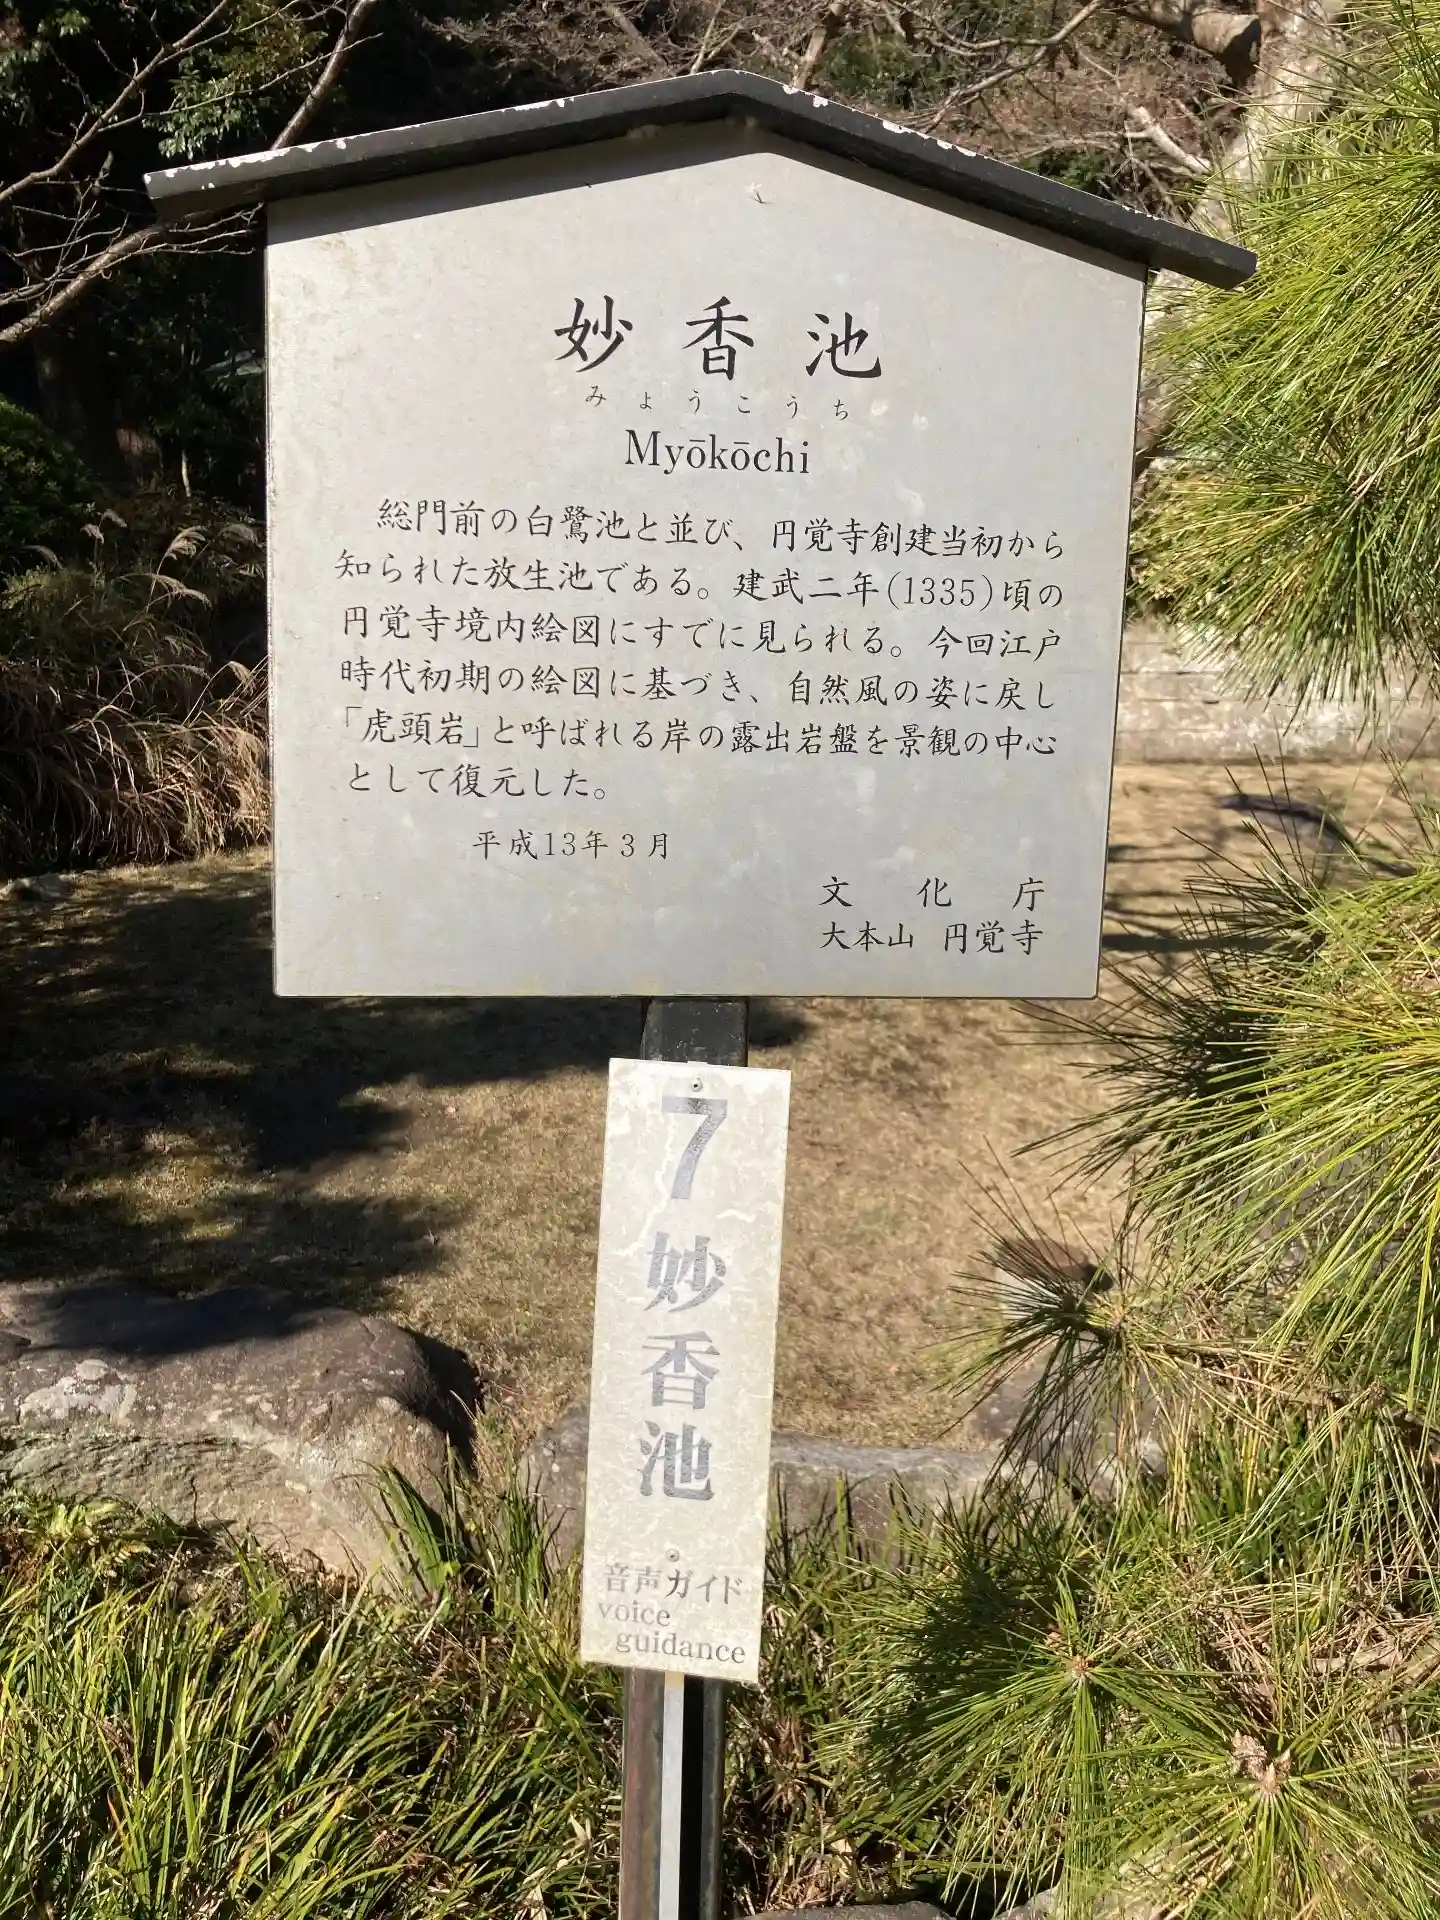 妙香池
みょうこうち
Myōkōchi
総門前の白鷺池と並び、円覚寺創建当初から
知られた放生池である。建武二年(1335)頃の
円覚寺境内絵図にすでに見られる。今回江戸
時代初期の絵図に基づき、自然風の姿に戻し
「虎頭岩」と呼ばれる岸の露出岩盤を景観の中心
として復元した。
平成13年3月
文化庁
大本山 円覚寺
7妙香池
音声ガイド
voice
guidance